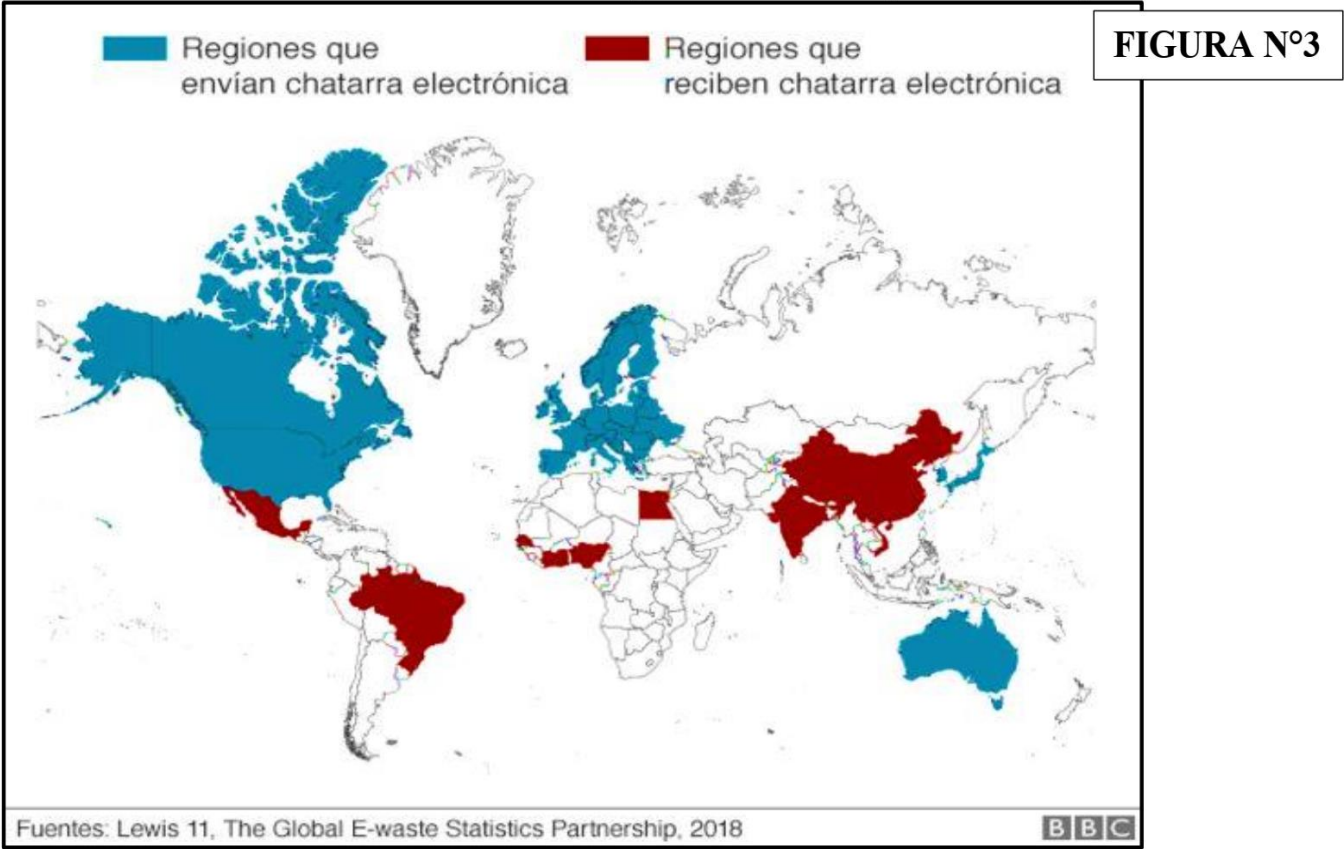 Regiones que
envían chatarra electrónica
Regiones que
reciben chatarra electrónica
FIGURA N°3
Fuentes: Lewis 11, The Global E-waste Statistics Partnership, 2018
BBC